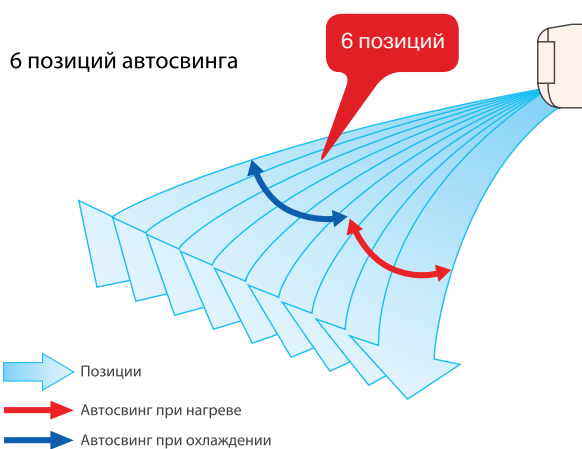 6 позиций автосвинга
6 позиций
Позиции
Автосвинг при нагреве
Автосвинг при охлаждении